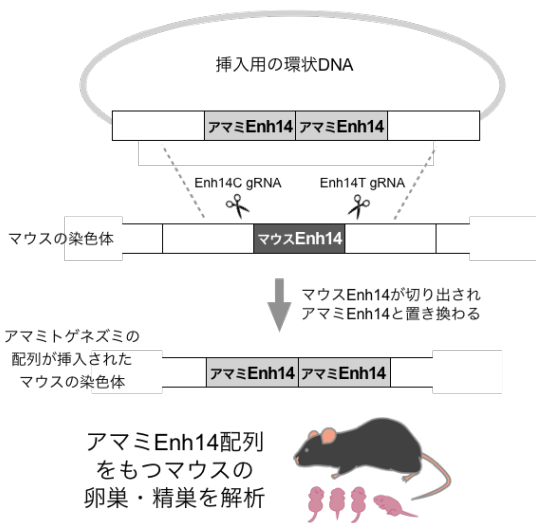 挿入用の環状DNA
アマミEnh14 アマミEnh14
Enh14C gRNA Enh14T gRNA
マウスの染色体
マウスEnh14
マウスEnh14が切り出され
アマミEnh14と置き換わる
アマミトゲネズミの
配列が挿入された
マウスの染色体
アマミEnh14 アマミEnh14
アマミEnh14配列
をもつマウスの
卵巣・精巣を解析